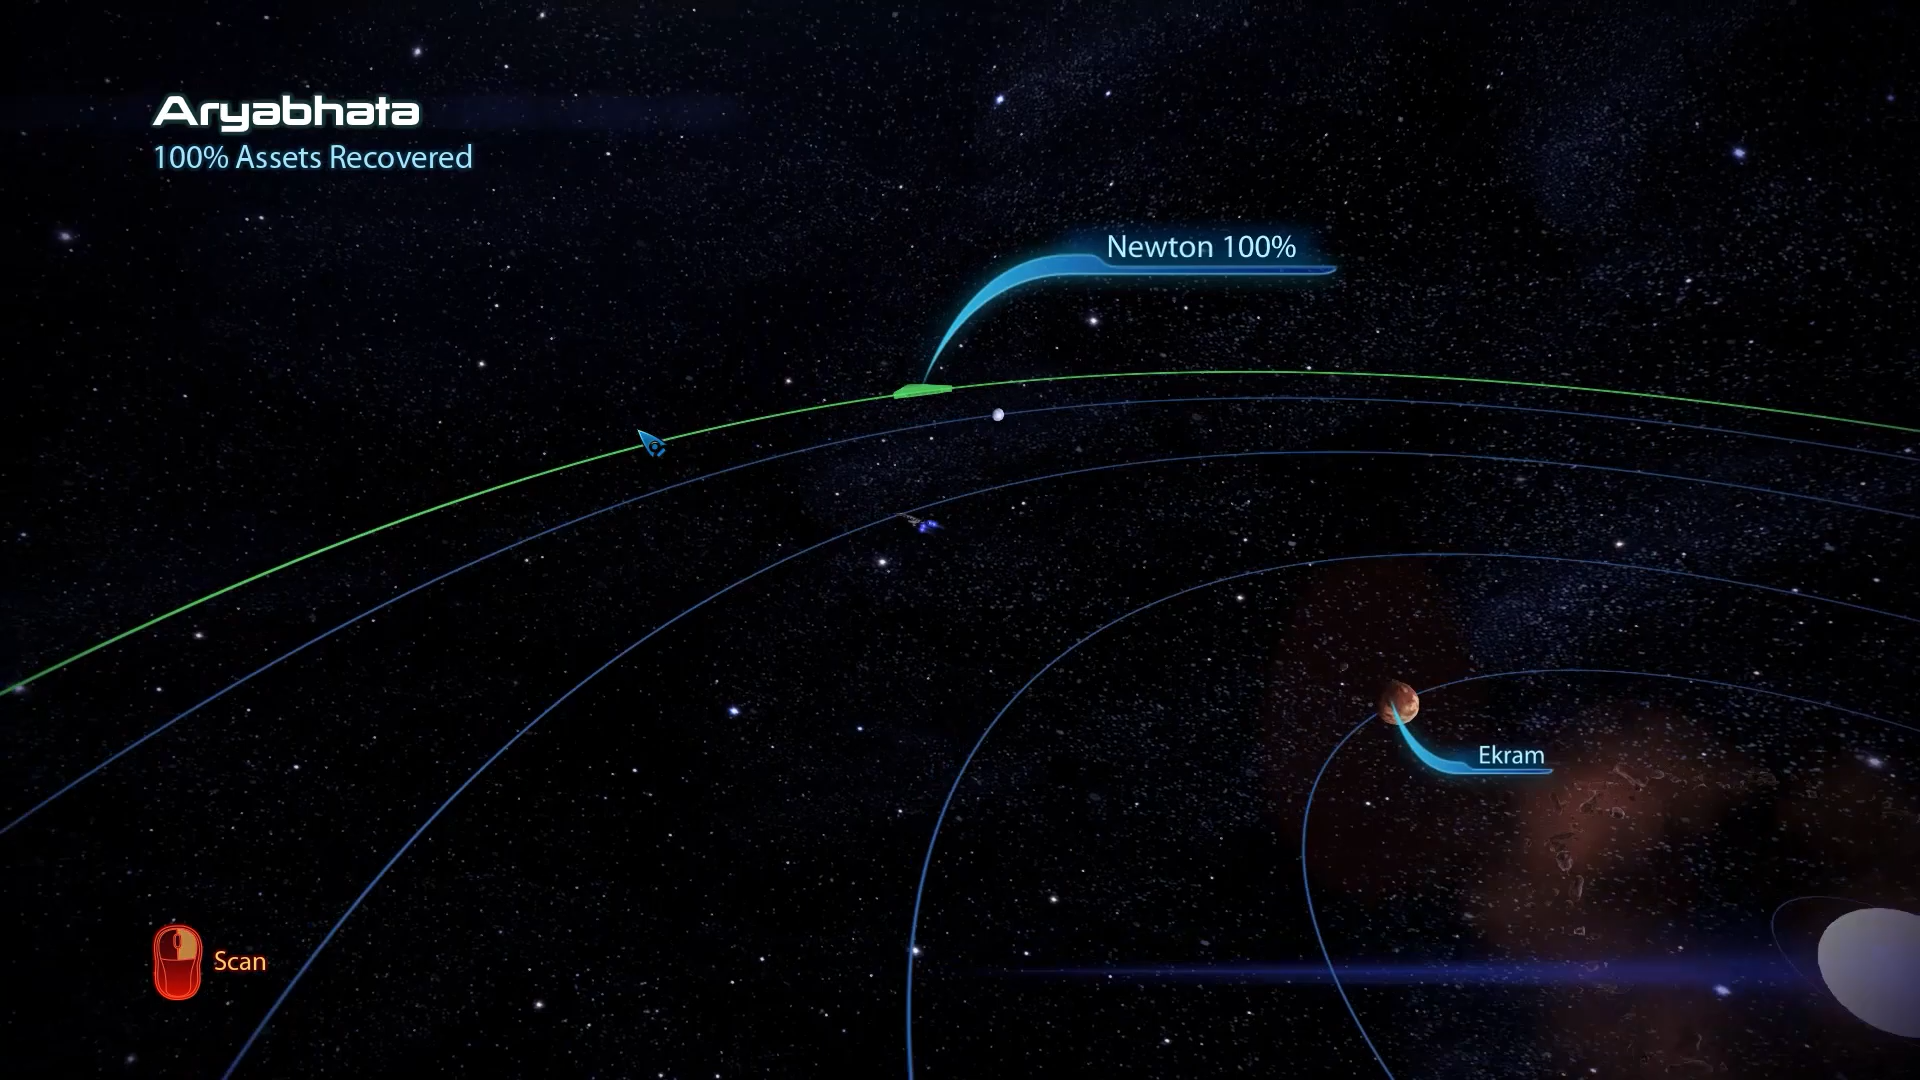 Aryabhata
100% Assets Recovered
Newton 100%
Ekram
Scan